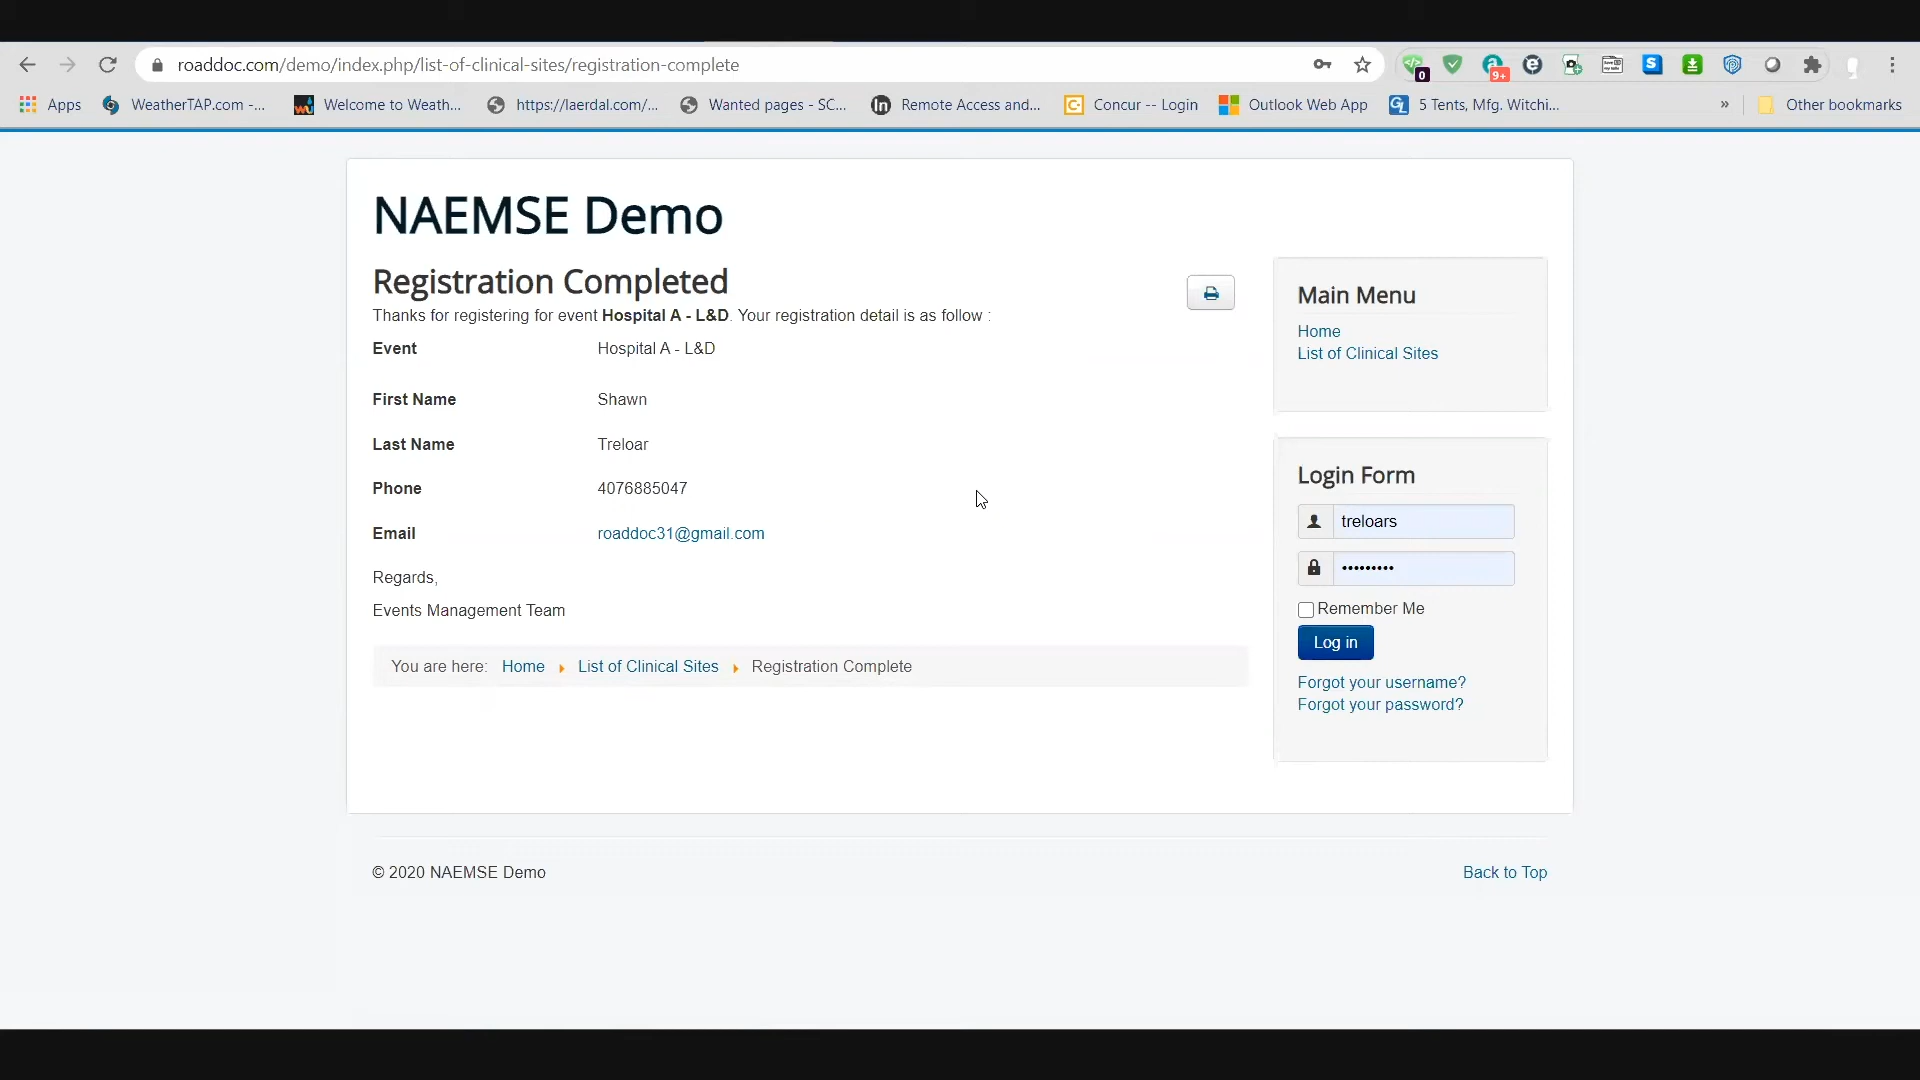 roaddoc.com/demo/index.php/list-of-clinical-sites/registration-complete
0
9+
Apps
WeatherTAP.com -...
Welcome to Weath...
https://laerdal.com/...
Wanted pages - SC...
Remote Access and...
Concur -- Login
Outlook Web App
5 Tents, Mfg. Witchi...
»
Other bookmarks
NAEMSE Demo
Registration Completed
Thanks for registering for event Hospital A - L&D. Your registration detail is as follow :
Event Hospital A - L&D
First Name Shawn
Last Name Treloar
Phone 4076885047
Email roaddoc31@gmail.com
Regards,
Events Management Team
You are here: Home List of Clinical Sites Registration Complete
Main Menu
Home
List of Clinical Sites
Login Form
treloars
•••••••••
Remember Me
Log in
Forgot your username?
Forgot your password?
© 2020 NAEMSE Demo
Back to Top